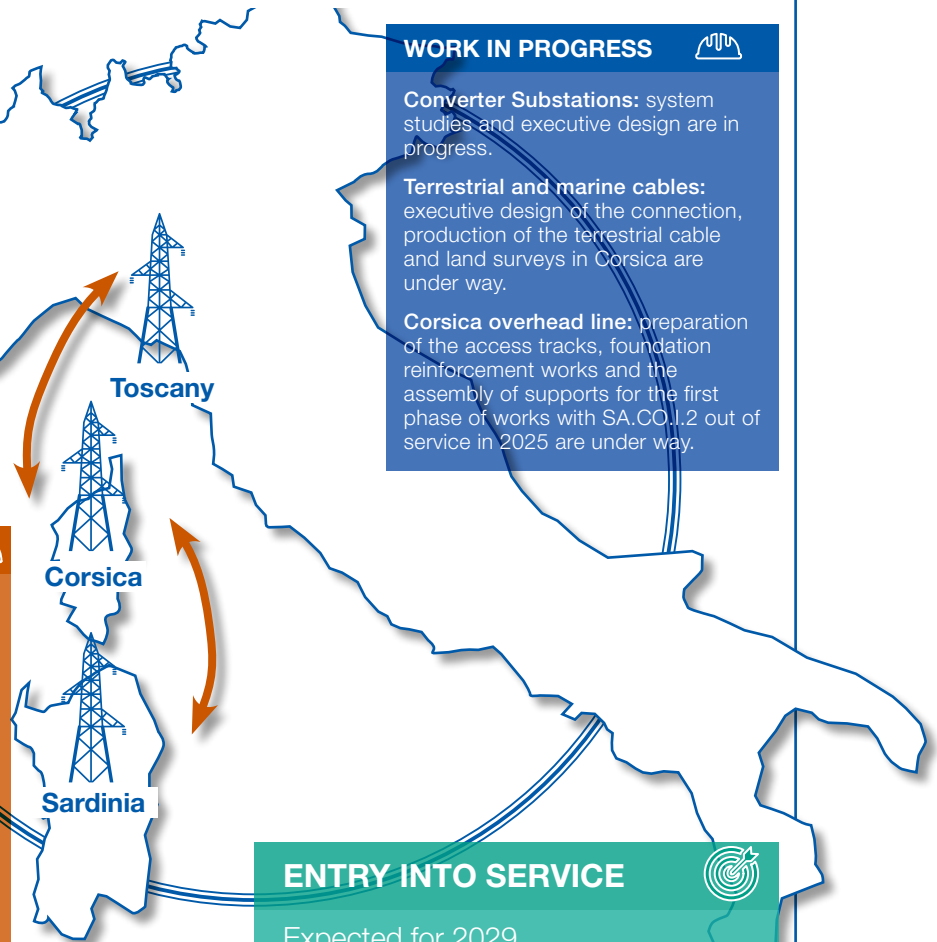 WORK IN PROGRESS
Converter Substations: system
studies and executive design are in
progress.
Terrestrial and marine cables:
executive design of the connection,
production of the terrestrial cable
and land surveys in Corsica are
under way.
Corsica overhead line: preparation
of the access tracks, foundation
reinforcement works and the
assembly of supports for the first
phase of works with SA.CO.I.2 out of
service in 2025 are under way.
Toscany
Corsica
Sardinia
ENTRY INTO SERVICE
Expected for 2029